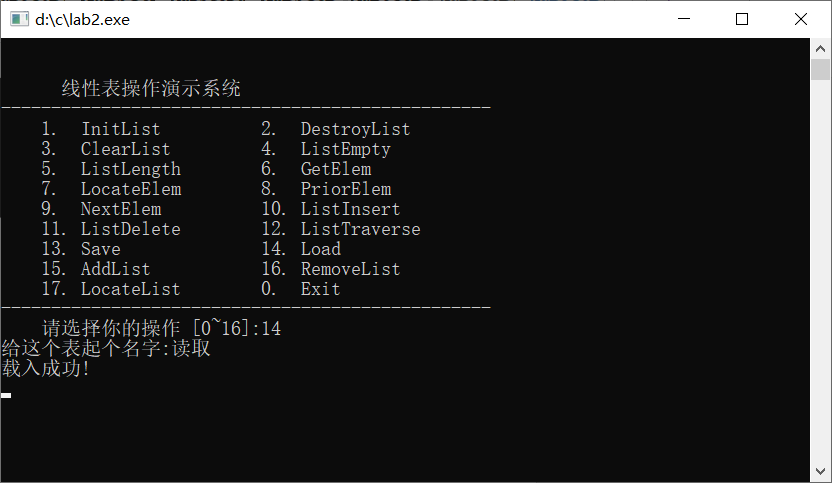 d:\c\lab2.exe
线性表操作演示系统
-------------------------------------------------
1. InitList 2. DestroyList
3. ClearList 4. ListEmpty
5. ListLength 6. GetElem
7. LocateElem 8. PriorElem
9. NextElem 10. ListInsert
11. ListDelete 12. ListTraverse
13. Save 14. Load
15. AddList 16. RemoveList
17. LocateList 0. Exit
-------------------------------------------------
请选择你的操作 [0~16]:14
给这个表起个名字:读取
载入成功!